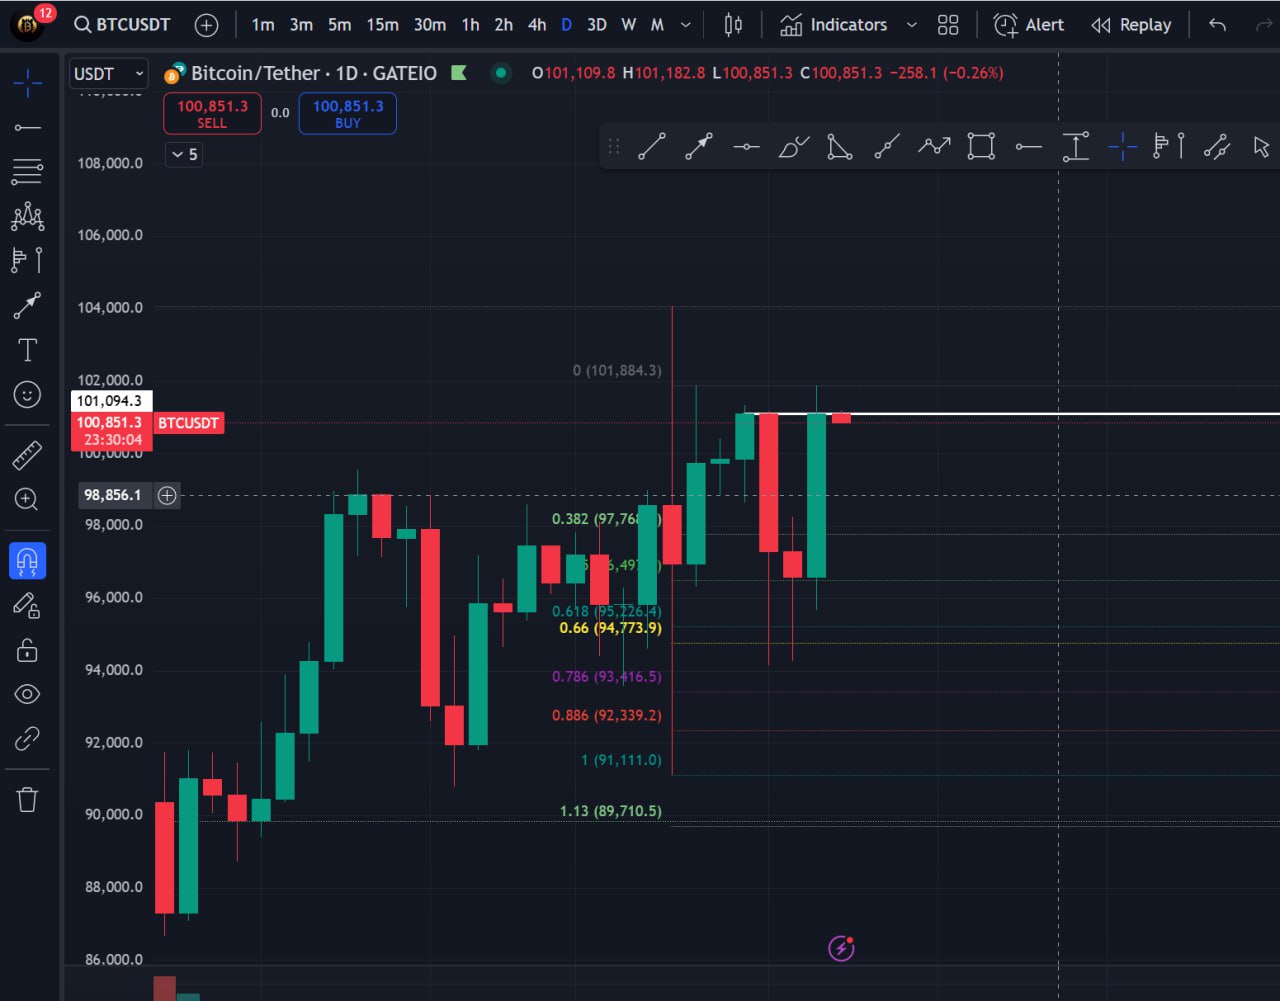 12
BTCUSDT
1m 3m 5m 15m 30m 1h 2h 4h D 3D W M
Indicators
Alert
Replay
USDT
Bitcoin/Tether · 1D · GATEIO
O101,109.8 H101,182.8 L100,851.3 C100,851.3 −258.1 (−0.26%)
100,851.3
SELL
0.0
100,851.3
BUY
5
108,000.0
106,000.0
104,000.0
0 (101,884.3)
102,000.0
101,094.3
100,851.3 BTCUSDT
23:30:04
100,000.0
98,856.1
98,000.0
0.382 (97,768
96,000.0
0.618 (95,226.4)
0.66 (94,773.9)
94,000.0
0.786 (93,416.5)
0.886 (92,339.2)
92,000.0
1 (91,111.0)
90,000.0
1.13 (89,710.5)
88,000.0
86,000.0